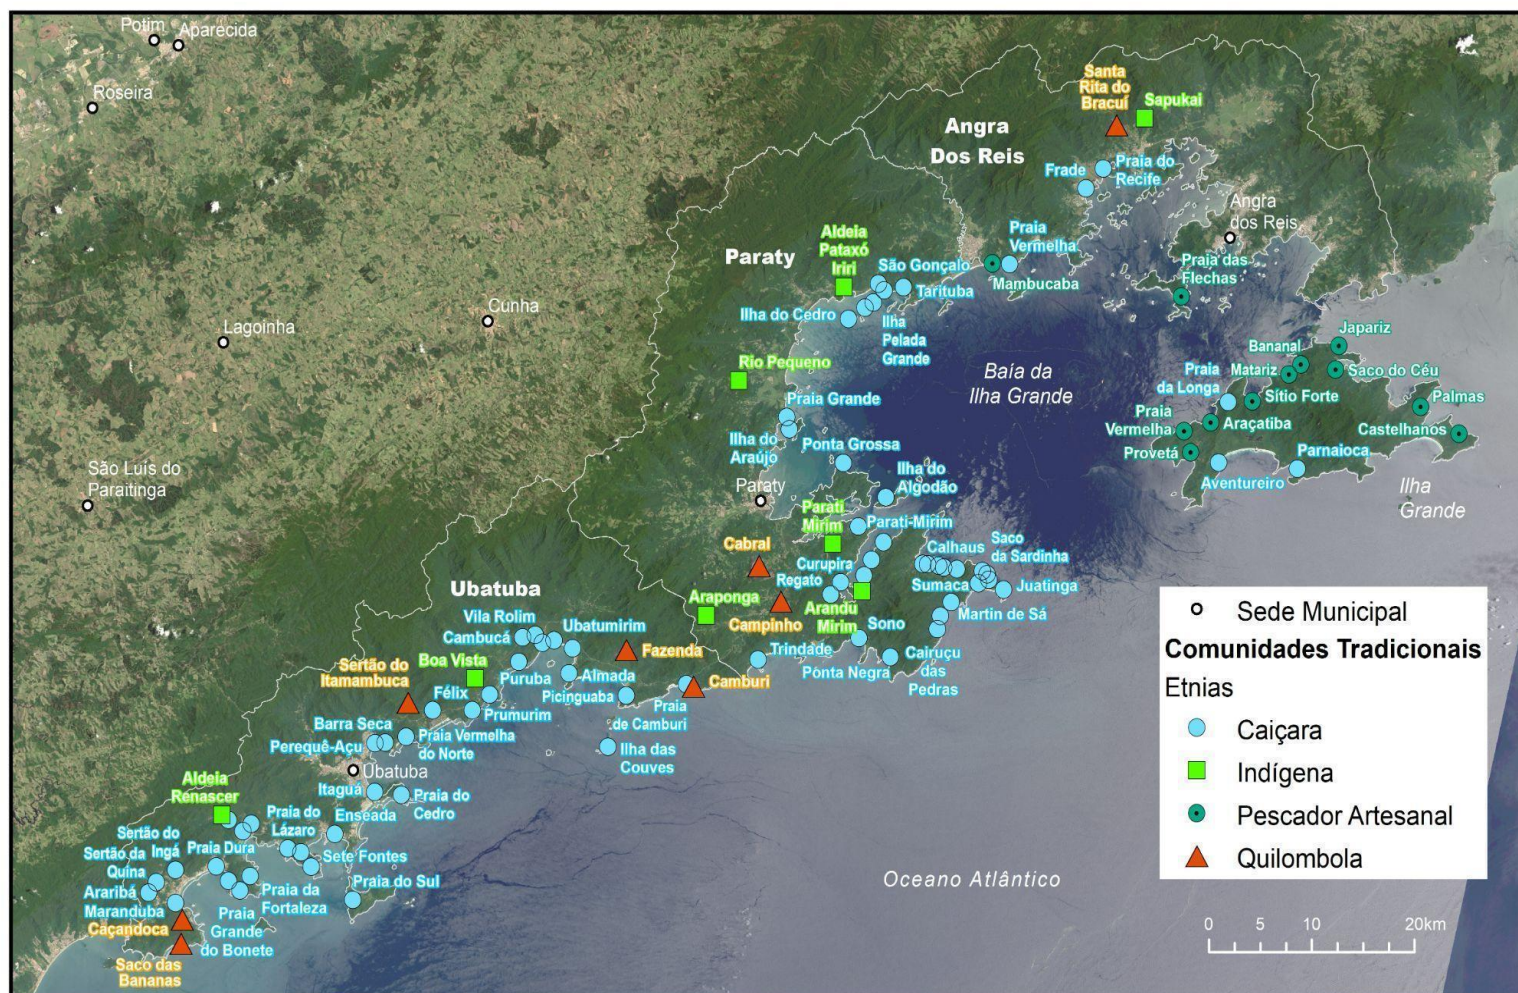 Potim
Aparecida
Roseira
Lagoinha
Cunha
São Luís do
Paraitinga
Santa
Rita do
Bracuí
Sapukai
Angra
Dos Reis
Frade
Praia do
Recife
Angra
dos Reis
Praia
Vermelha
Mambucaba
Praia das
Flechas
Paraty
Aldeia
Pataxó
Iriri
São Gonçalo
Tarituba
Ilha do Cedro
Ilha
Pelada
Grande
Rio Pequeno
Baía da
Ilha Grande
Japariz
Bananal
Matariz
Saco do Céu
Praia
da Longa
Sítio Forte
Palmas
Praia
Vermelha
Araçatiba
Castelhanos
Provetá
Parnaioca
Aventureiro
Ilha
Grande
Praia Grande
Ilha do
Araújo
Ponta Grossa
Ilha do
Algodão
Paraty
Parati
Mirim
Parati-Mirim
Cabral
Curupira
Regato
Calhaus
Saco
da Sardinha
Sumaca
Juatinga
Araponga
Campinho
Arandú
Mirim
Martin de Sá
Sono
Trindade
Ponta Negra
Cairuçu
das
Pedras
Ubatuba
Vila Rolim
Cambucá
Ubatumirim
Fazenda
Boa Vista
Sertão do
Itamambuca
Puruba
Almada
Camburi
Félix
Picinguaba
Praia
de Camburi
Prumurim
Barra Seca
Perequê-Açu
Praia Vermelha
do Norte
Ilha das
Couves
Ubatuba
Itaguá
Praia do
Cedro
Aldeia
Renascer
Enseada
Praia do
Lázaro
Sertão do
Ingá
Praia Dura
Sete Fontes
Sertão da
Quina
Praia do Sul
Araribá
Praia da
Fortaleza
Maranduba
Praia
Grande
do Bonete
Caçandoca
Saco das
Bananas
Oceano Atlântico
Sede Municipal
Comunidades Tradicionais
Etnias
Caiçara
Indígena
Pescador Artesanal
Quilombola
0 5 10 20km